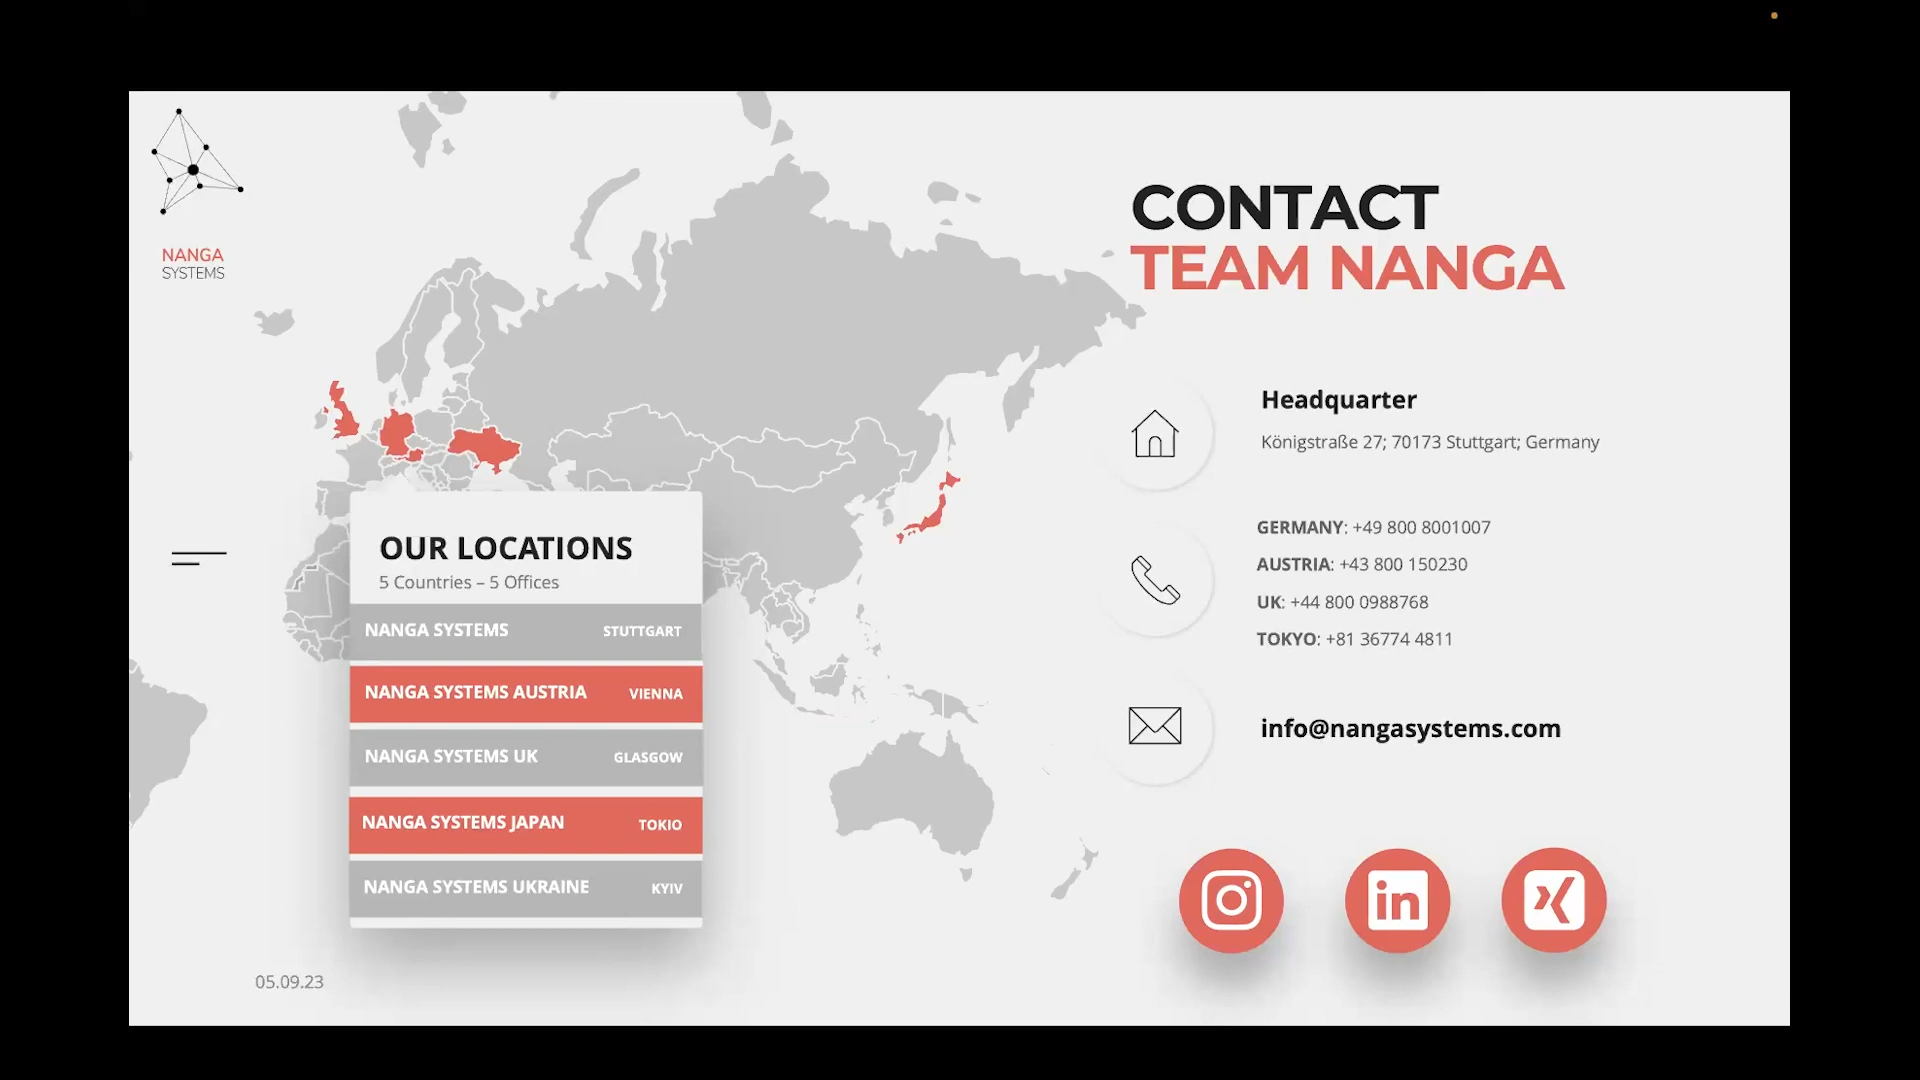 NANGA
SYSTEMS
CONTACT
TEAM NANGA
Headquarter
Königstraße 27; 70173 Stuttgart; Germany
GERMANY: +49 800 8001007
AUSTRIA: +43 800 150230
UK: +44 800 0988768
TOKYO: +81 36774 4811
info@nangasystems.com
in
OUR LOCATIONS
5 Countries – 5 Offices
NANGA SYSTEMS STUTTGART
NANGA SYSTEMS AUSTRIA VIENNA
NANGA SYSTEMS UK GLASGOW
NANGA SYSTEMS JAPAN TOKIO
NANGA SYSTEMS UKRAINE KYIV
05.09.23